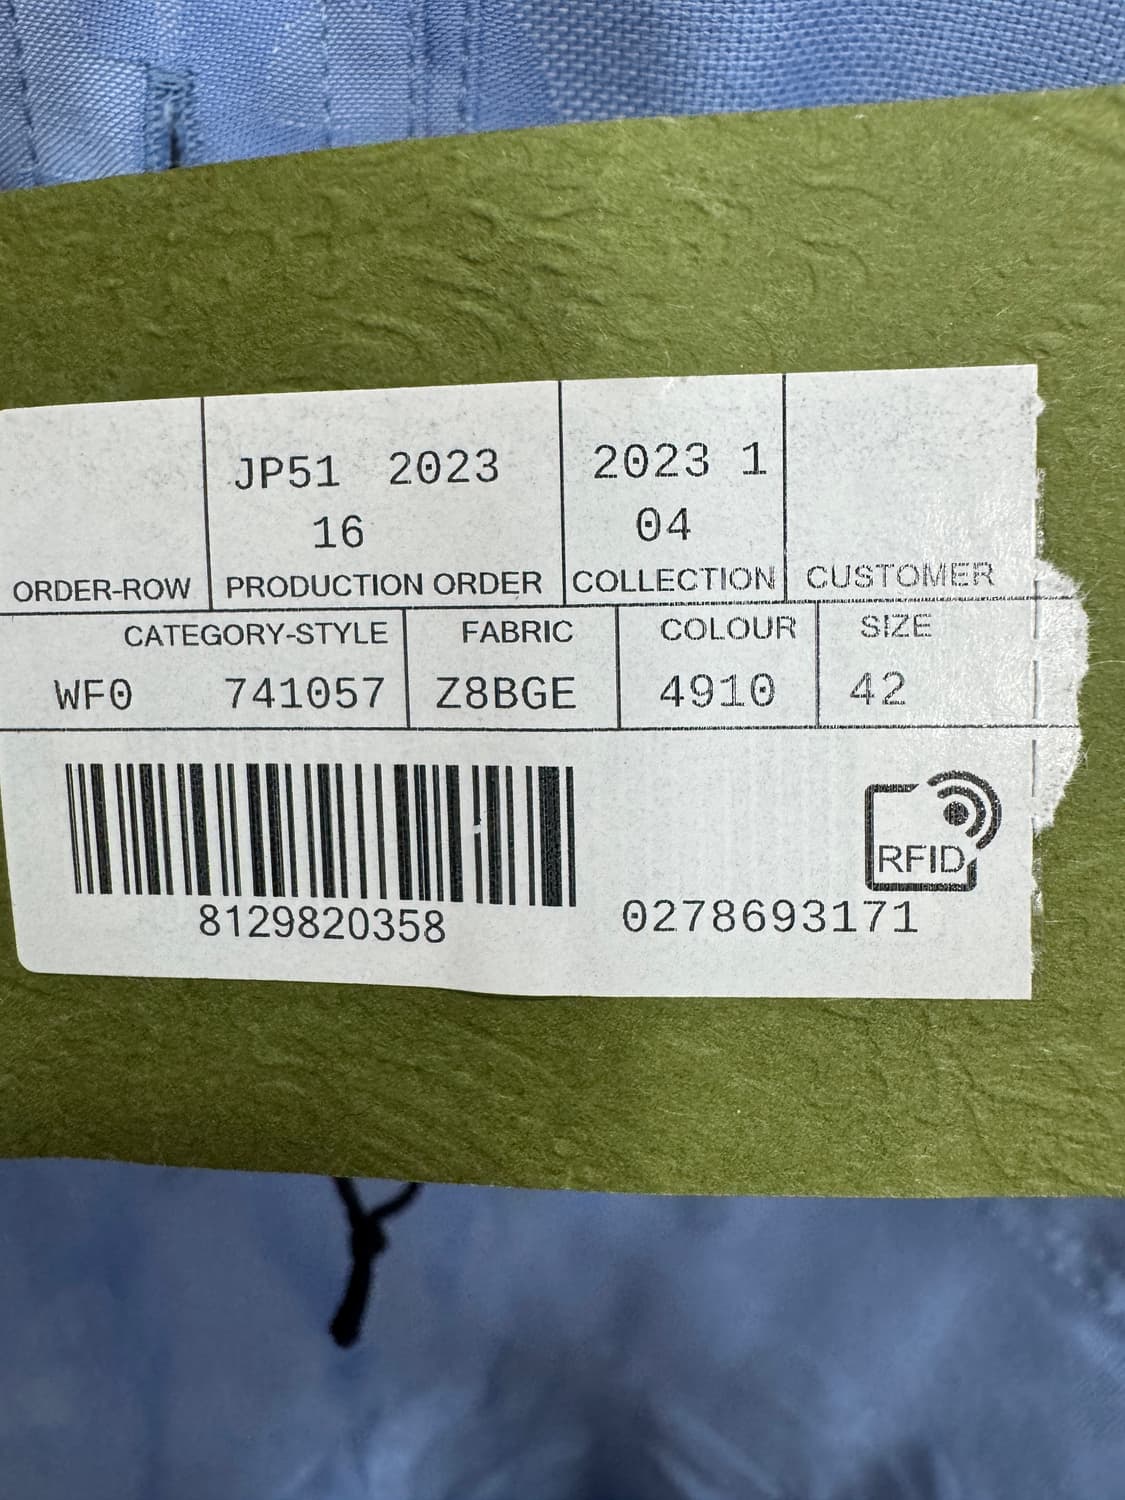 JP51 2023
16
2023 1
04
ORDER-ROW PRODUCTION ORDER COLLECTION CUSTOMER
CATEGORY-STYLE FABRIC COLOUR SIZE
WF0 741057 Z8BGE 4910 42
RFID
8129820358 0278693171